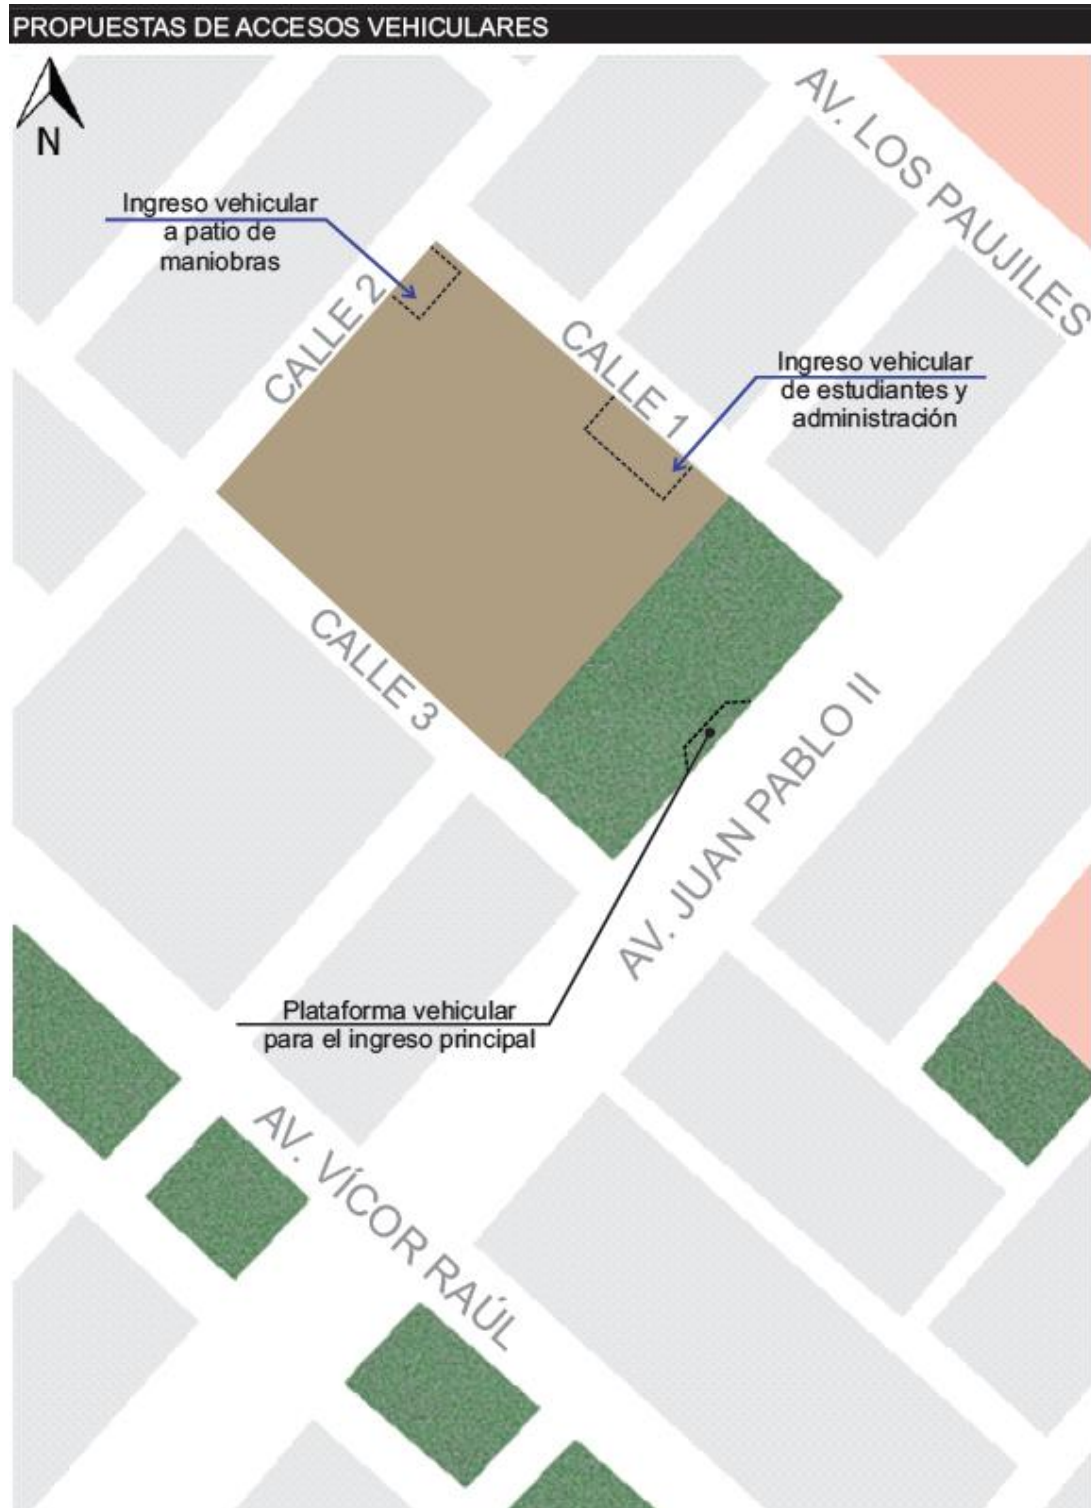 PROPUESTAS DE ACCESOS VEHICULARES
N
AV. LOS PAUJILES
Ingreso vehicular
a patio de
maniobras
CALLE 2
CALLE 1
Ingreso vehicular
de estudiantes y
administración
CALLE 3
AV. JUAN PABLO II
Plataforma vehicular
para el ingreso principal
AV. VÍCOR RAÚL